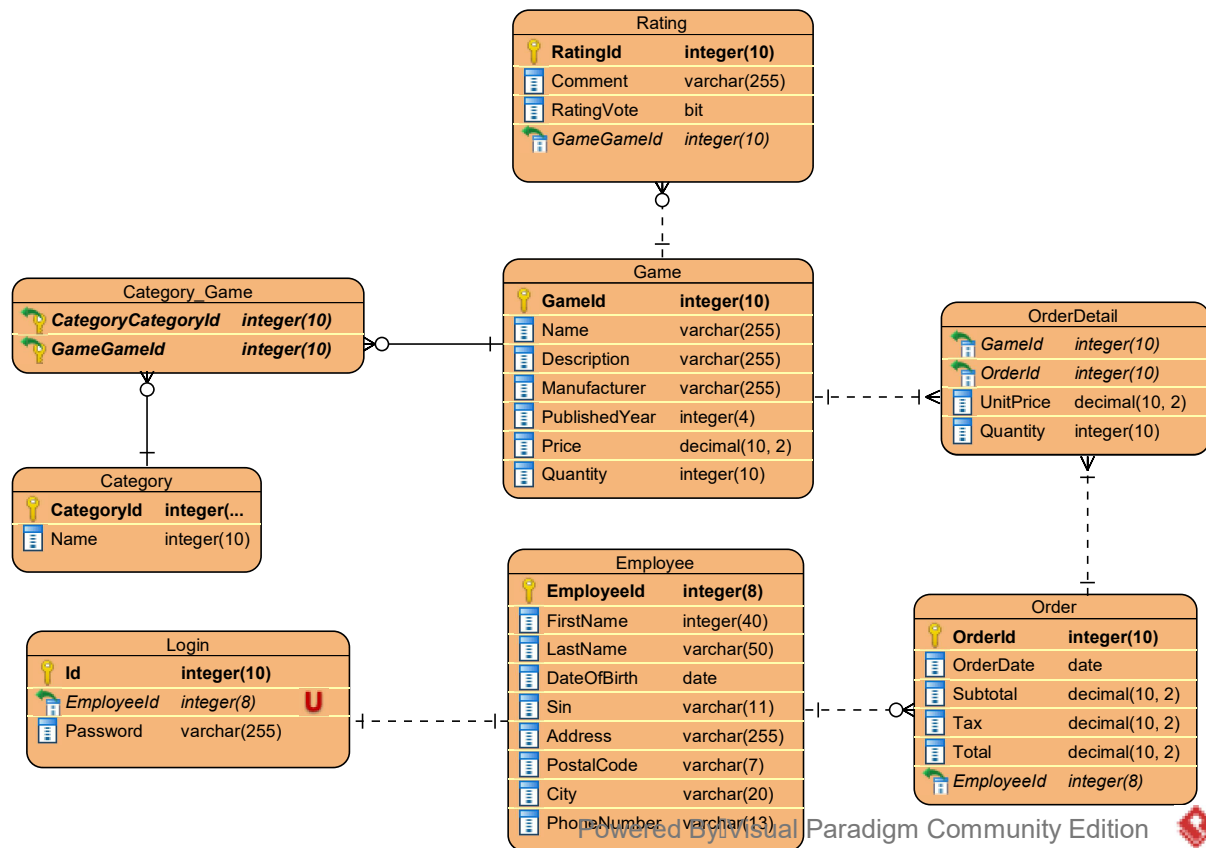 Rating
RatingId integer(10)
Comment varchar(255)
RatingVote bit
GameGameId integer(10)
Category_Game
CategoryCategoryId integer(10)
GameGameId integer(10)
Game
GameId integer(10)
Name varchar(255)
Description varchar(255)
Manufacturer varchar(255)
PublishedYear integer(4)
Price decimal(10, 2)
Quantity integer(10)
OrderDetail
GameId integer(10)
OrderId integer(10)
UnitPrice decimal(10, 2)
Quantity integer(10)
Category
CategoryId integer(...
Name integer(10)
Login
Id integer(10)
EmployeeId integer(8) U
Password varchar(255)
Employee
EmployeeId integer(8)
FirstName integer(40)
LastName varchar(50)
DateOfBirth date
Sin varchar(11)
Address varchar(255)
PostalCode varchar(7)
City varchar(20)
PhoneNumber varchar(13)
Order
OrderId integer(10)
OrderDate date
Subtotal decimal(10, 2)
Tax decimal(10, 2)
Total decimal(10, 2)
EmployeeId integer(8)
Powered By Visual Paradigm Community Edition